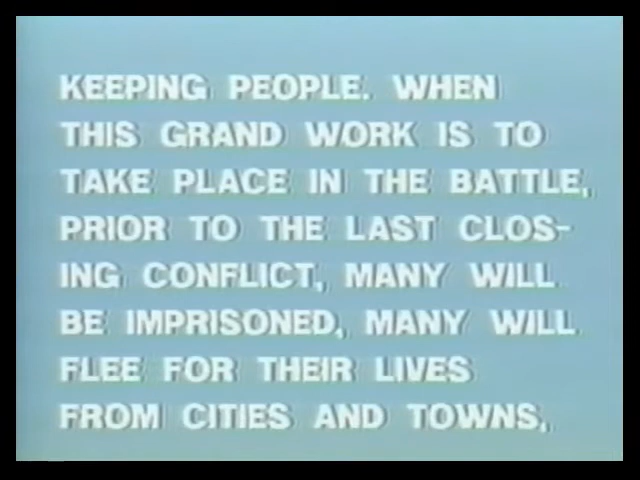 KEEPING PEOPLE. WHEN
THIS GRAND WORK IS TO
TAKE PLACE IN THE BATTLE,
PRIOR TO THE LAST CLOS-
ING CONFLICT, MANY WILL
BE IMPRISONED, MANY WILL
FLEE FOR THEIR LIVES
FROM CITIES AND TOWNS,